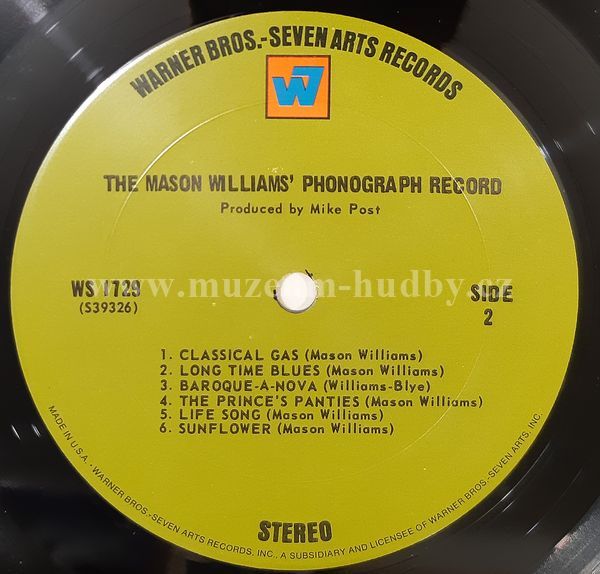 WARNER BROS.-SEVEN ARTS RECORDS
W7
THE MASON WILLIAMS' PHONOGRAPH RECORD
Produced by Mike Post
www.muzeum-hudby.cz
WS 1729
(S39326)
SIDE
2
1. CLASSICAL GAS (Mason Williams)
2. LONG TIME BLUES (Mason Williams)
3. BAROQUE-A-NOVA (Williams-Blye)
4. THE PRINCE'S PANTIES (Mason Williams)
5. LIFE SONG (Mason Williams)
6. SUNFLOWER (Mason Williams)
STEREO
MADE IN U.S.A. · WARNER BROS.-SEVEN ARTS RECORDS, INC., A SUBSIDIARY AND LICENSEE OF WARNER BROS.-SEVEN ARTS, INC.